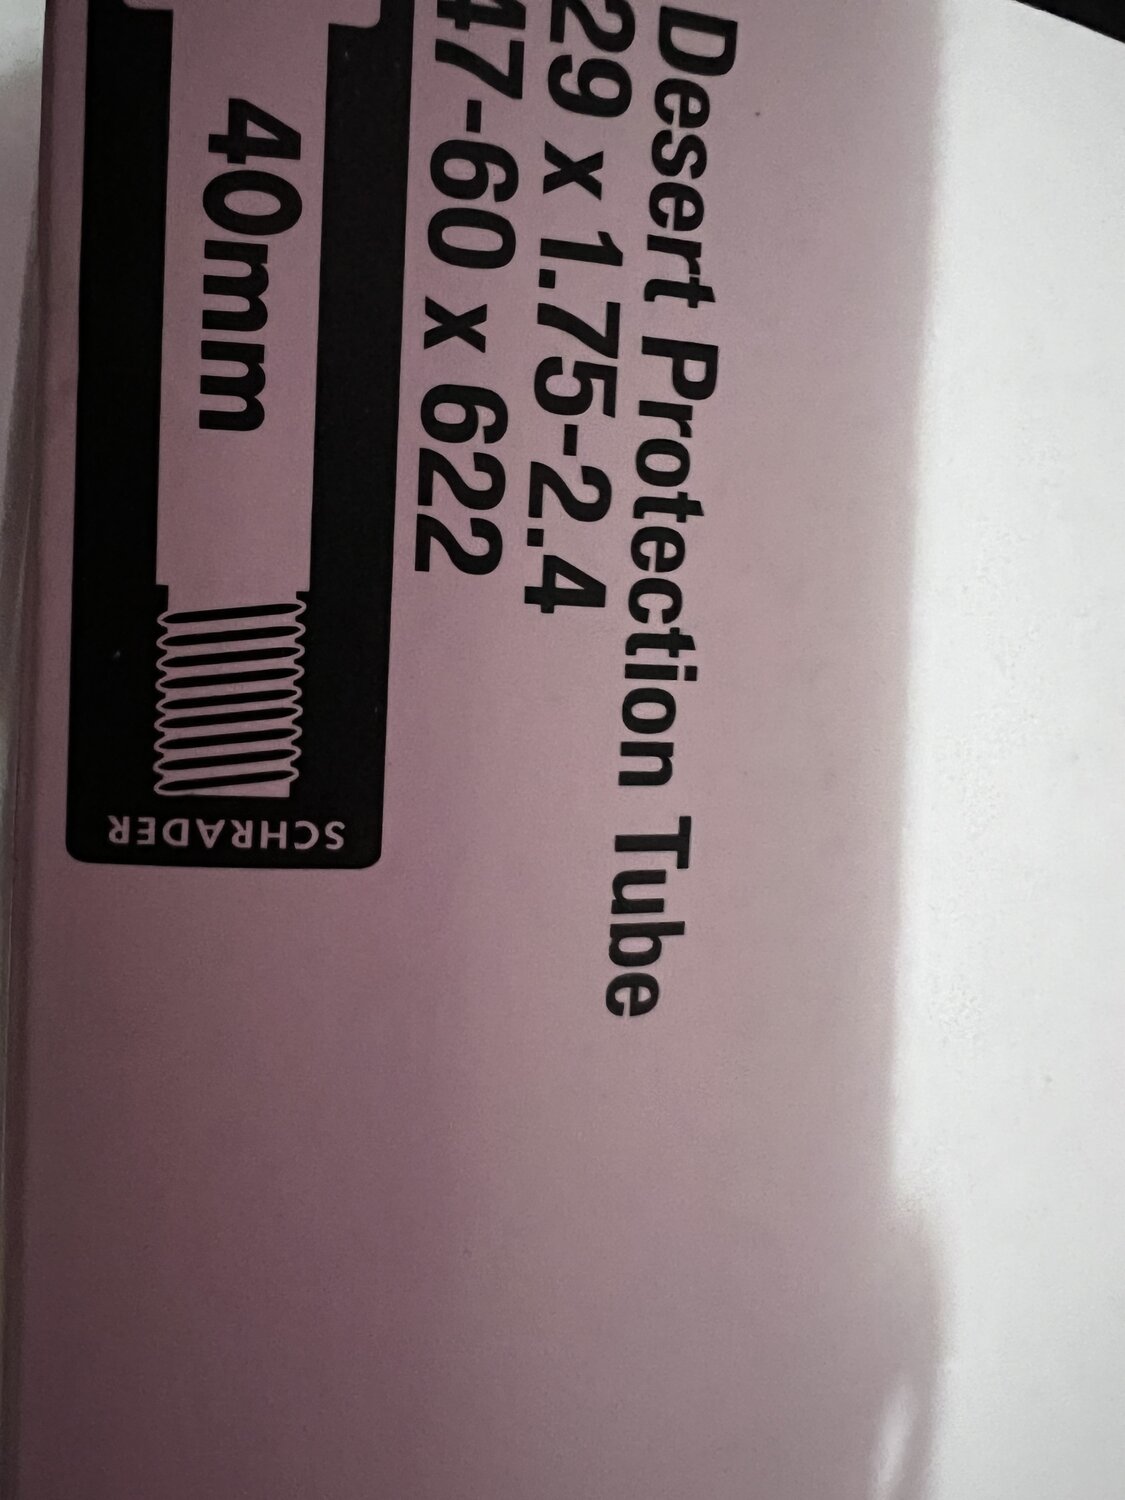 Desert Protection Tube
29 x 1.75-2.4
47-60 x 622
40mm
SCHRADER